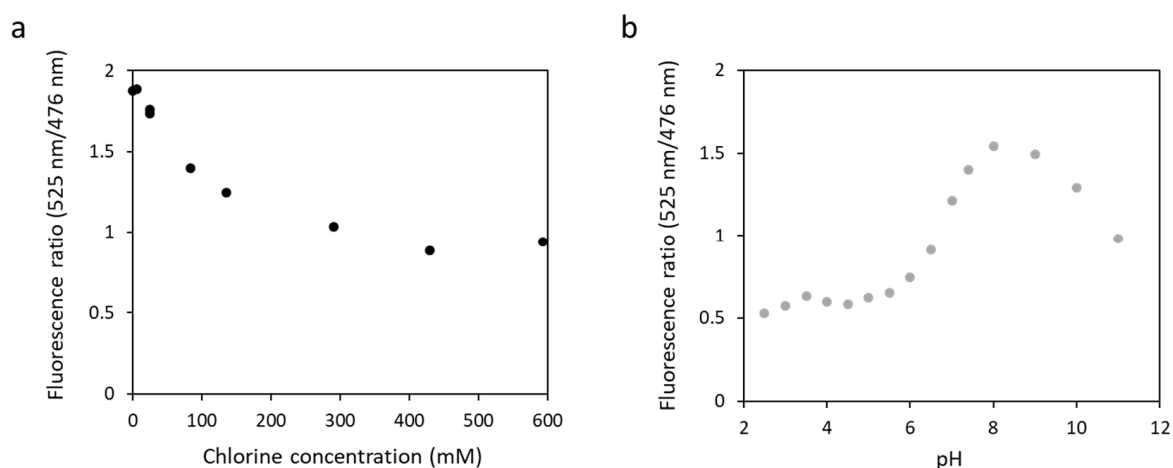 a
Fluorescence ratio (525 nm/476 nm)
2
1.5
1
0.5
0
0 100 200 300 400 500 600
Chlorine concentration (mM)
b
Fluorescence ratio (525 nm/476 nm)
2
1.5
1
0.5
0
2 4 6 8 10 12
pH